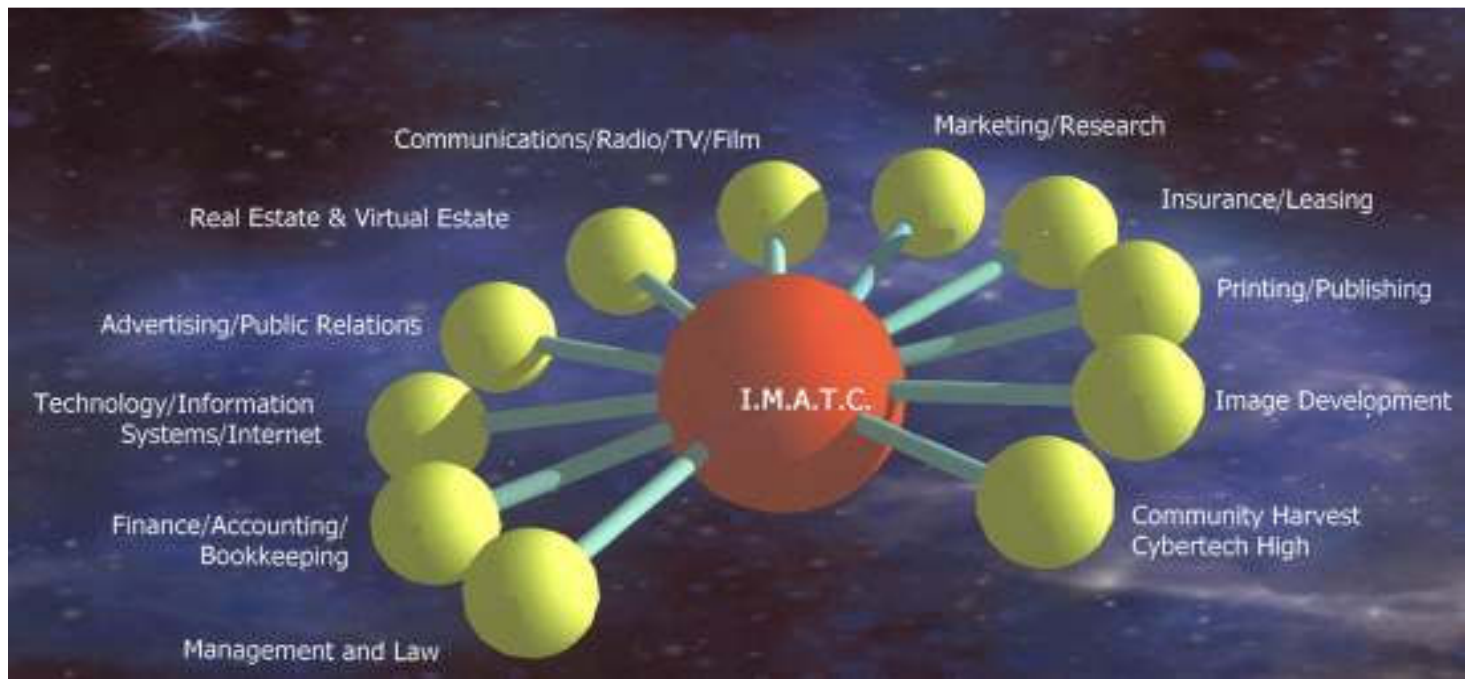 Communications/Radio/TV/Film
Marketing/Research
Real Estate & Virtual Estate
Insurance/Leasing
Advertising/Public Relations
Printing/Publishing
Technology/Information
Systems/Internet
I.M.A.T.C.
Image Development
Finance/Accounting/
Bookkeeping
Community Harvest
Cybertech High
Management and Law